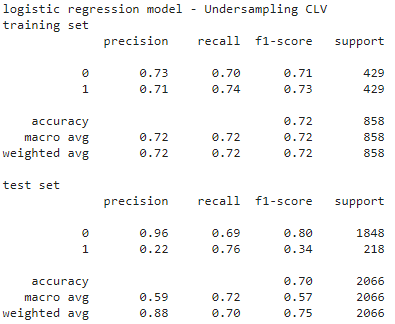 logistic regression model - Undersampling CLV
training set
precision recall f1-score support
0 0.73 0.70 0.71 429
1 0.71 0.74 0.73 429
accuracy 0.72 858
macro avg 0.72 0.72 0.72 858
weighted avg 0.72 0.72 0.72 858
test set
precision recall f1-score support
0 0.96 0.69 0.80 1848
1 0.22 0.76 0.34 218
accuracy 0.70 2066
macro avg 0.59 0.72 0.57 2066
weighted avg 0.88 0.70 0.75 2066